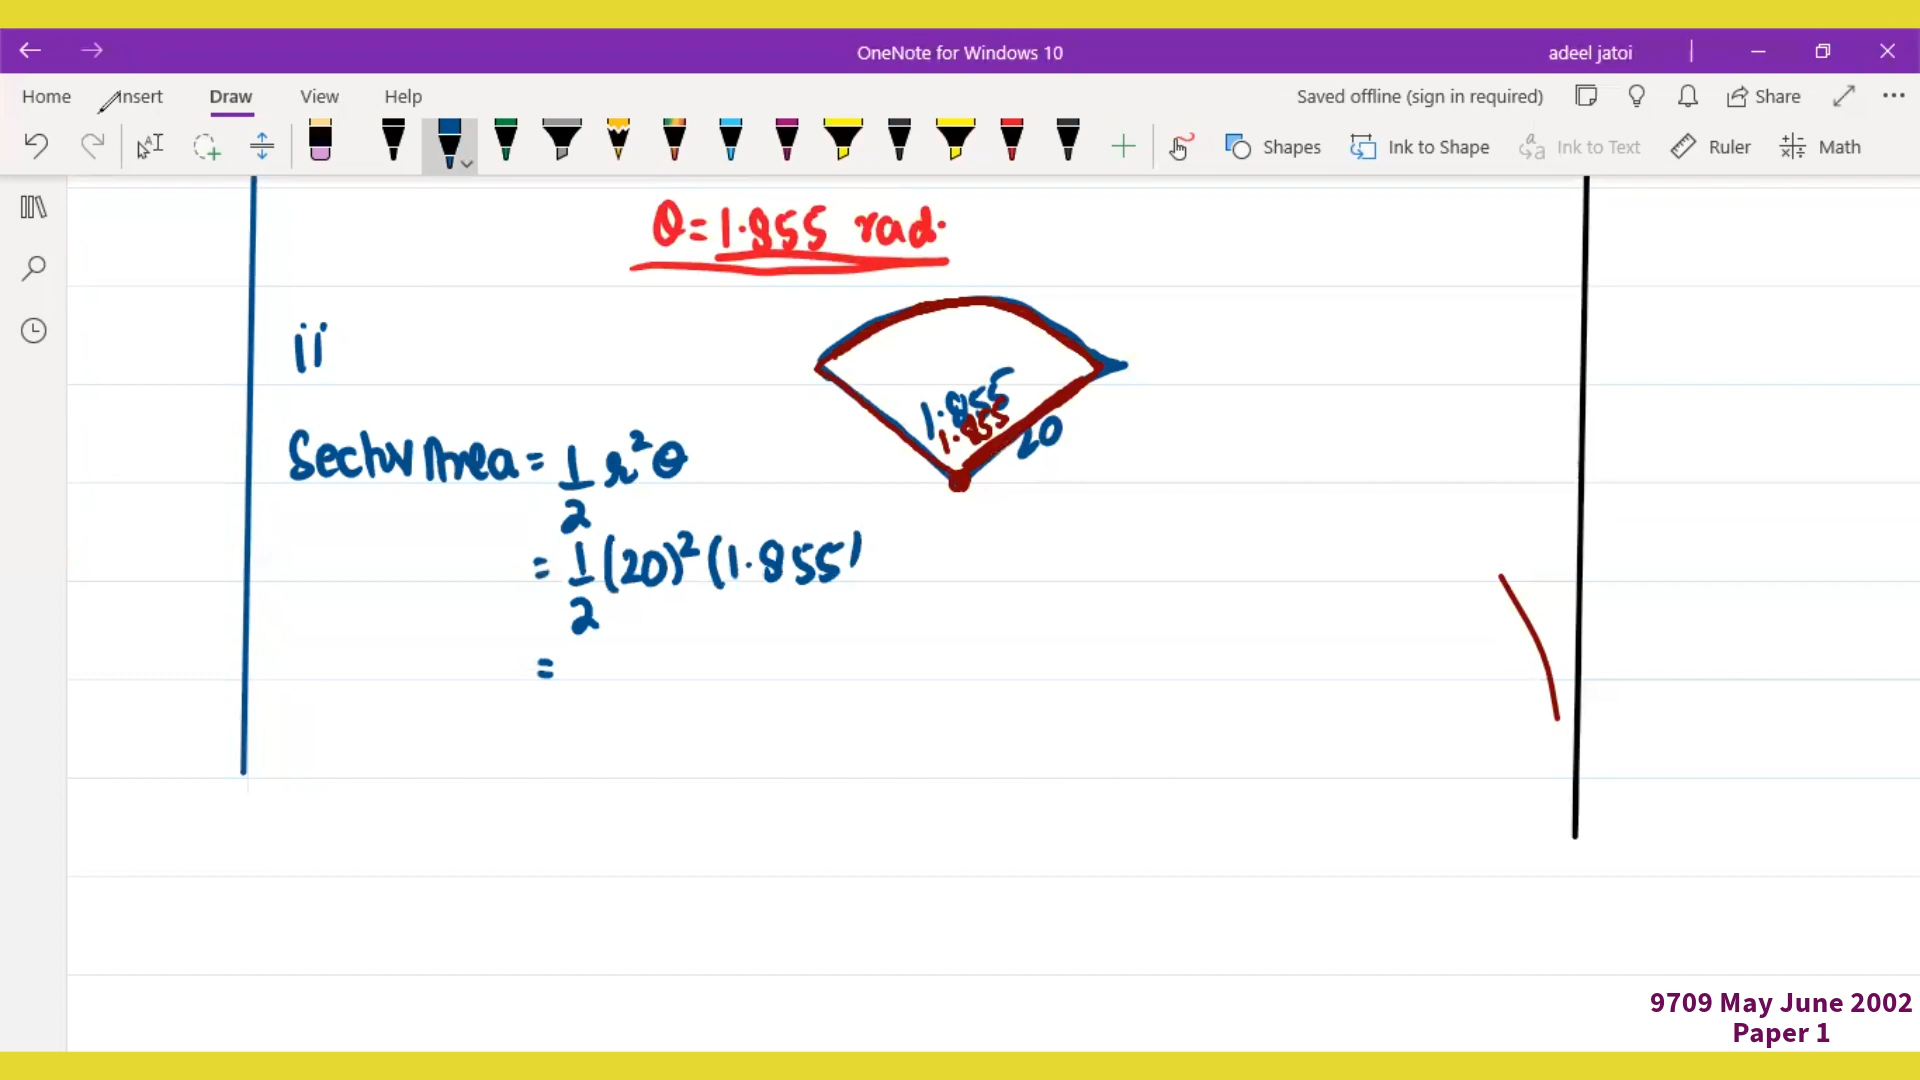 OneNote for Windows 10
adeel jatoi
Home Insert Draw View Help
Saved offline (sign in required) Share
Shapes Ink to Shape Ink to Text Ruler Math
θ = 1.855 rad.
ii
1.855
1.855
20
Sector Area = 1/2 r²θ
= 1/2 (20)² (1.855)
=
9709 May June 2002
Paper 1